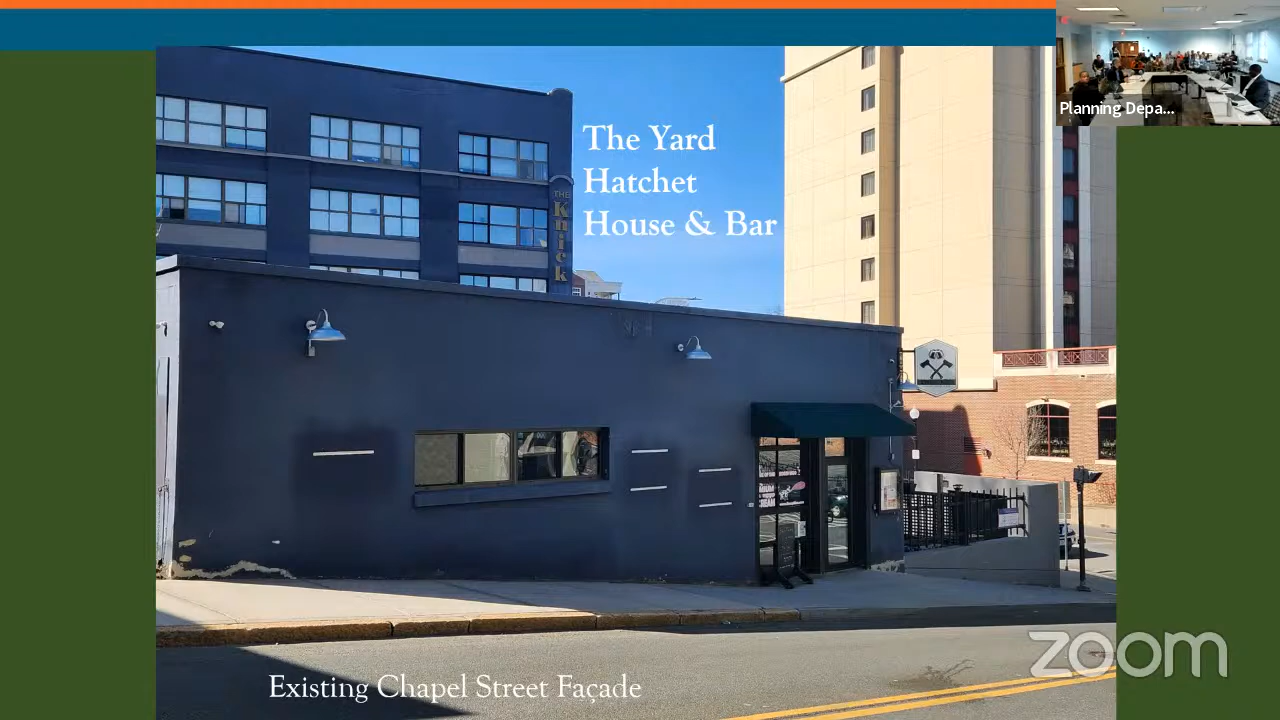 Planning Depa...
The Yard
Hatchet
House & Bar
THE
Knick
zoom
Existing Chapel Street Façade